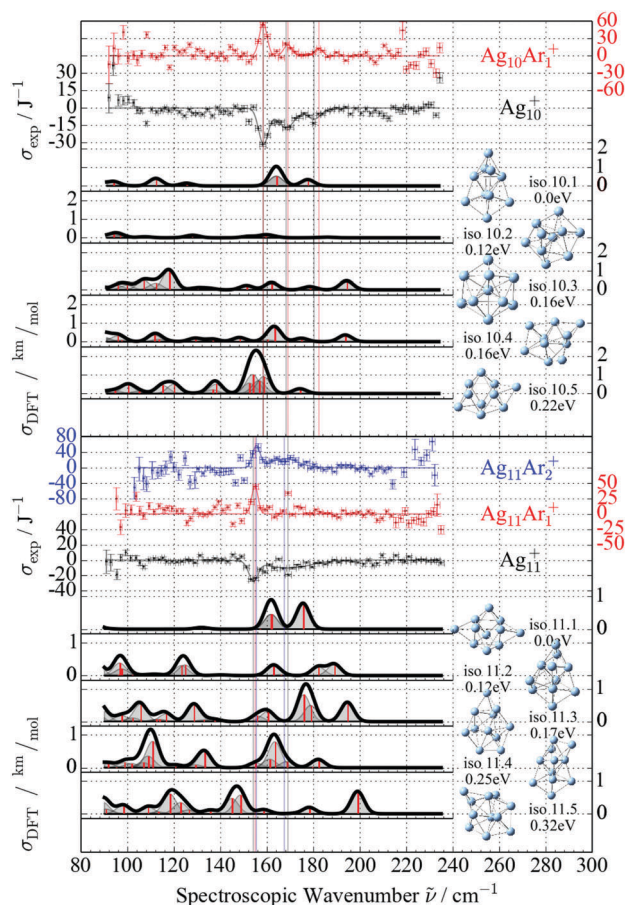 60
30
0
-30
-60
Ag₁₀Ar₁⁺
30
15
0
-15
-30
σexp / J⁻¹
Ag₁₀⁺
2
1
0
iso 10.1
0.0eV
2
1
0
iso 10.2
0.12eV
2
1
0
iso 10.3
0.16eV
2
1
0
iso 10.4
0.16eV
2
1
0
iso 10.5
0.22eV
σDFT / km/mol
80
40
0
-40
-80
Ag₁₁Ar₂⁺
50
25
0
-25
-50
Ag₁₁Ar₁⁺
20
0
-20
-40
σexp / J⁻¹
Ag₁₁⁺
1
0
iso 11.1
0.0eV
1
0
iso 11.2
0.12eV
1
0
iso 11.3
0.17eV
1
0
iso 11.4
0.25eV
1
0
iso 11.5
0.32eV
σDFT / km/mol
80 100 120 140 160 180 200 220 240 260 280 300
Spectroscopic Wavenumber ν̃ / cm⁻¹